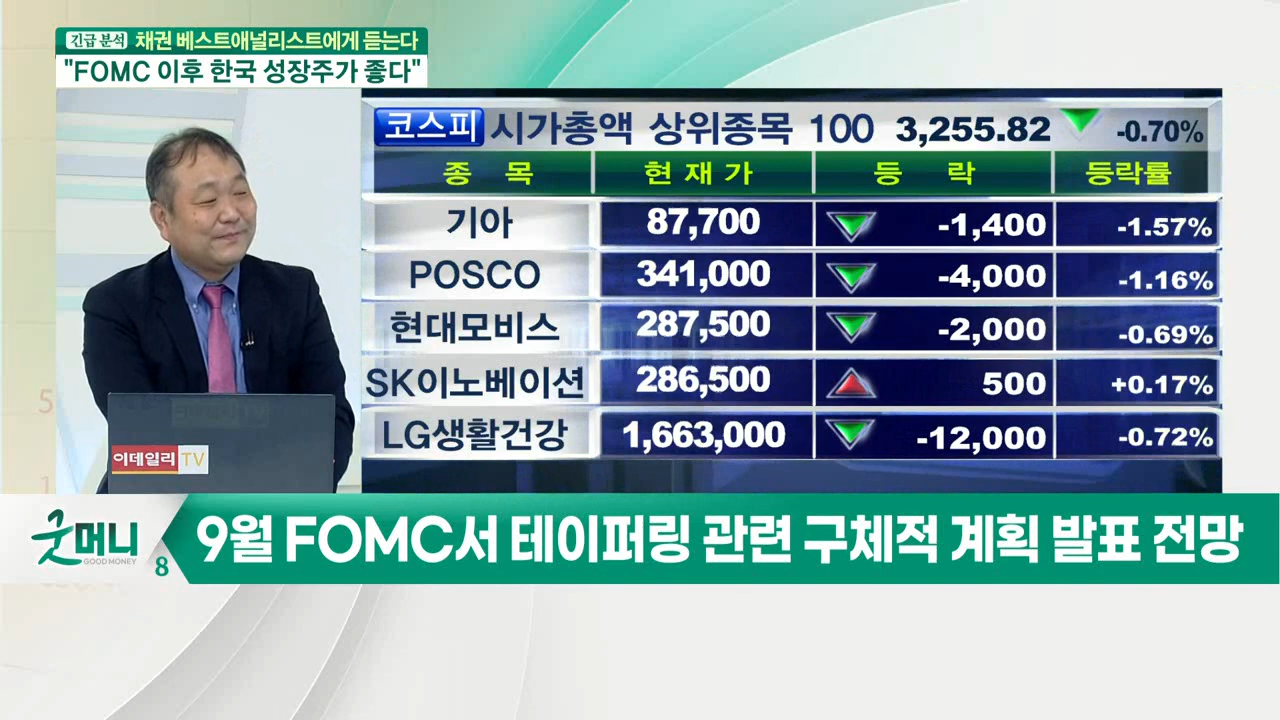 긴급 분석 채권 베스트애널리스트에게 듣는다
"FOMC 이후 한국 성장주가 좋다"
코스피 시가총액 상위종목 100 3,255.82 -0.70%
종 목 현 재 가 등 락 등락률
기아 87,700 -1,400 -1.57%
POSCO 341,000 -4,000 -1.16%
현대모비스 287,500 -2,000 -0.69%
SK이노베이션 286,500 500 +0.17%
LG생활건강 1,663,000 -12,000 -0.72%
이데일리 TV
굿머니 GOOD MONEY 8
9월 FOMC서 테이퍼링 관련 구체적 계획 발표 전망